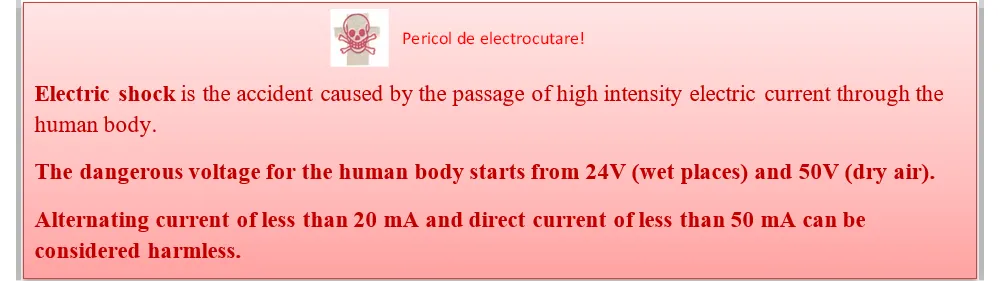 Pericol de electrocutare!
Electric shock is the accident caused by the passage of high intensity electric current through the
human body.
The dangerous voltage for the human body starts from 24V (wet places) and 50V (dry air).
Alternating current of less than 20 mA and direct current of less than 50 mA can be
considered harmless.